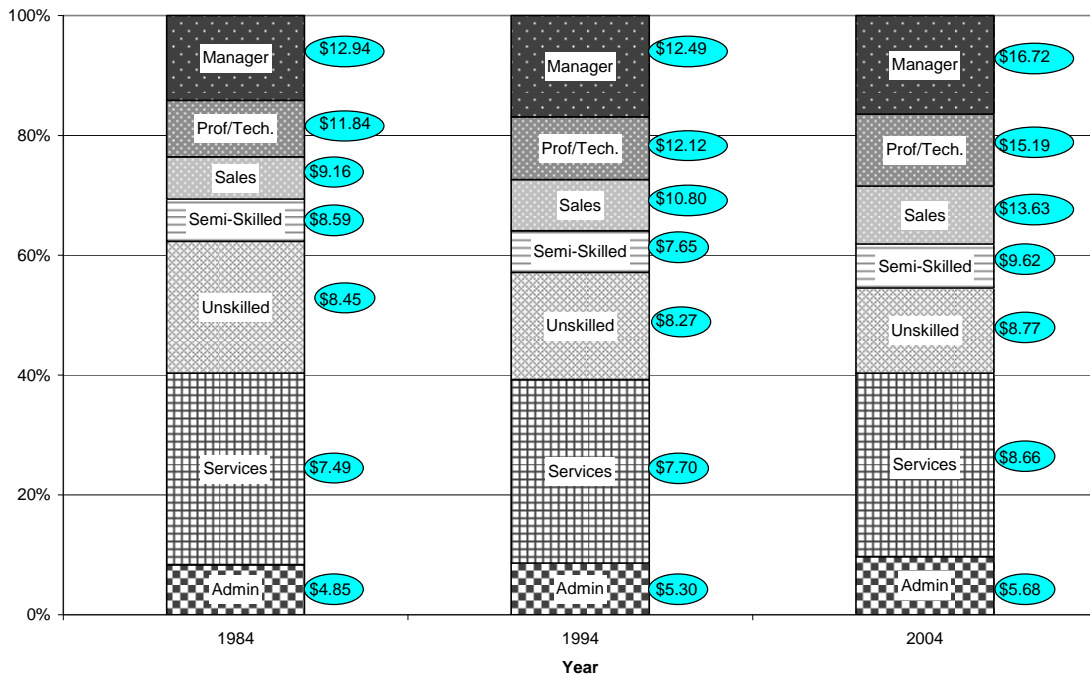 100%
80%
60%
40%
20%
0%
Manager
$12.94
Prof/Tech.
$11.84
Sales
$9.16
Semi-Skilled
$8.59
Unskilled
$8.45
Services
$7.49
Admin
$4.85
Manager
$12.49
Prof/Tech.
$12.12
Sales
$10.80
Semi-Skilled
$7.65
Unskilled
$8.27
Services
$7.70
Admin
$5.30
Manager
$16.72
Prof/Tech.
$15.19
Sales
$13.63
Semi-Skilled
$9.62
Unskilled
$8.77
Services
$8.66
Admin
$5.68
1984
1994
2004
Year